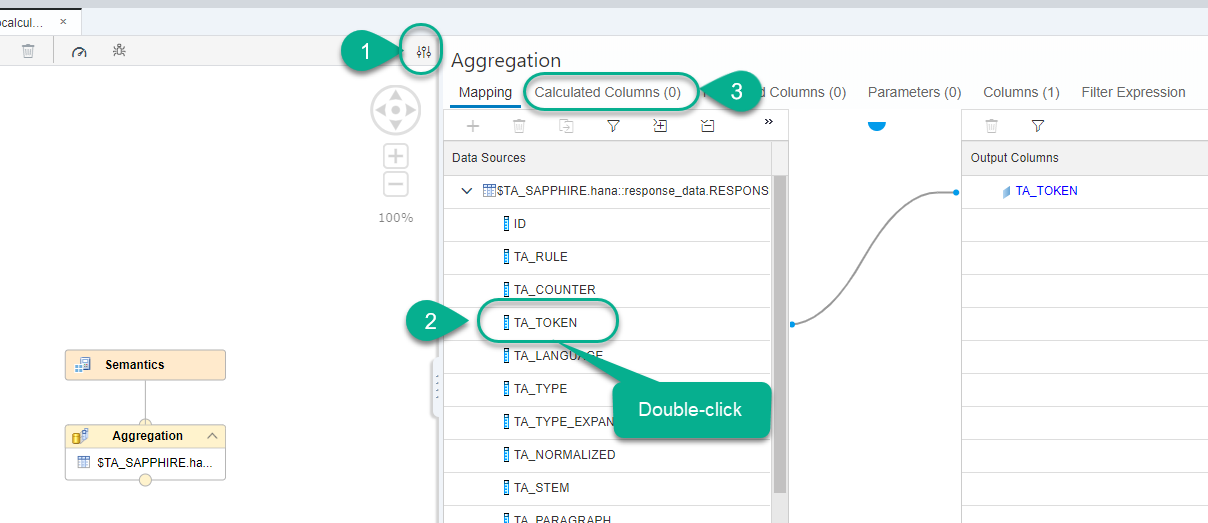 ocalcul... ×
1
Aggregation
Mapping Calculated Columns (0) 3 d Columns (0) Parameters (0) Columns (1) Filter Expression
»
Data Sources
Output Columns
$TA_SAPPHIRE.hana::response_data.RESPONS
TA_TOKEN
ID
TA_RULE
TA_COUNTER
2
TA_TOKEN
TA_LANGUAGE
TA_TYPE
TA_TYPE_EXPAN
TA_NORMALIZED
TA_STEM
TA_PARAGRAPH
Double-click
100%
Semantics
Aggregation
$TA_SAPPHIRE.ha...